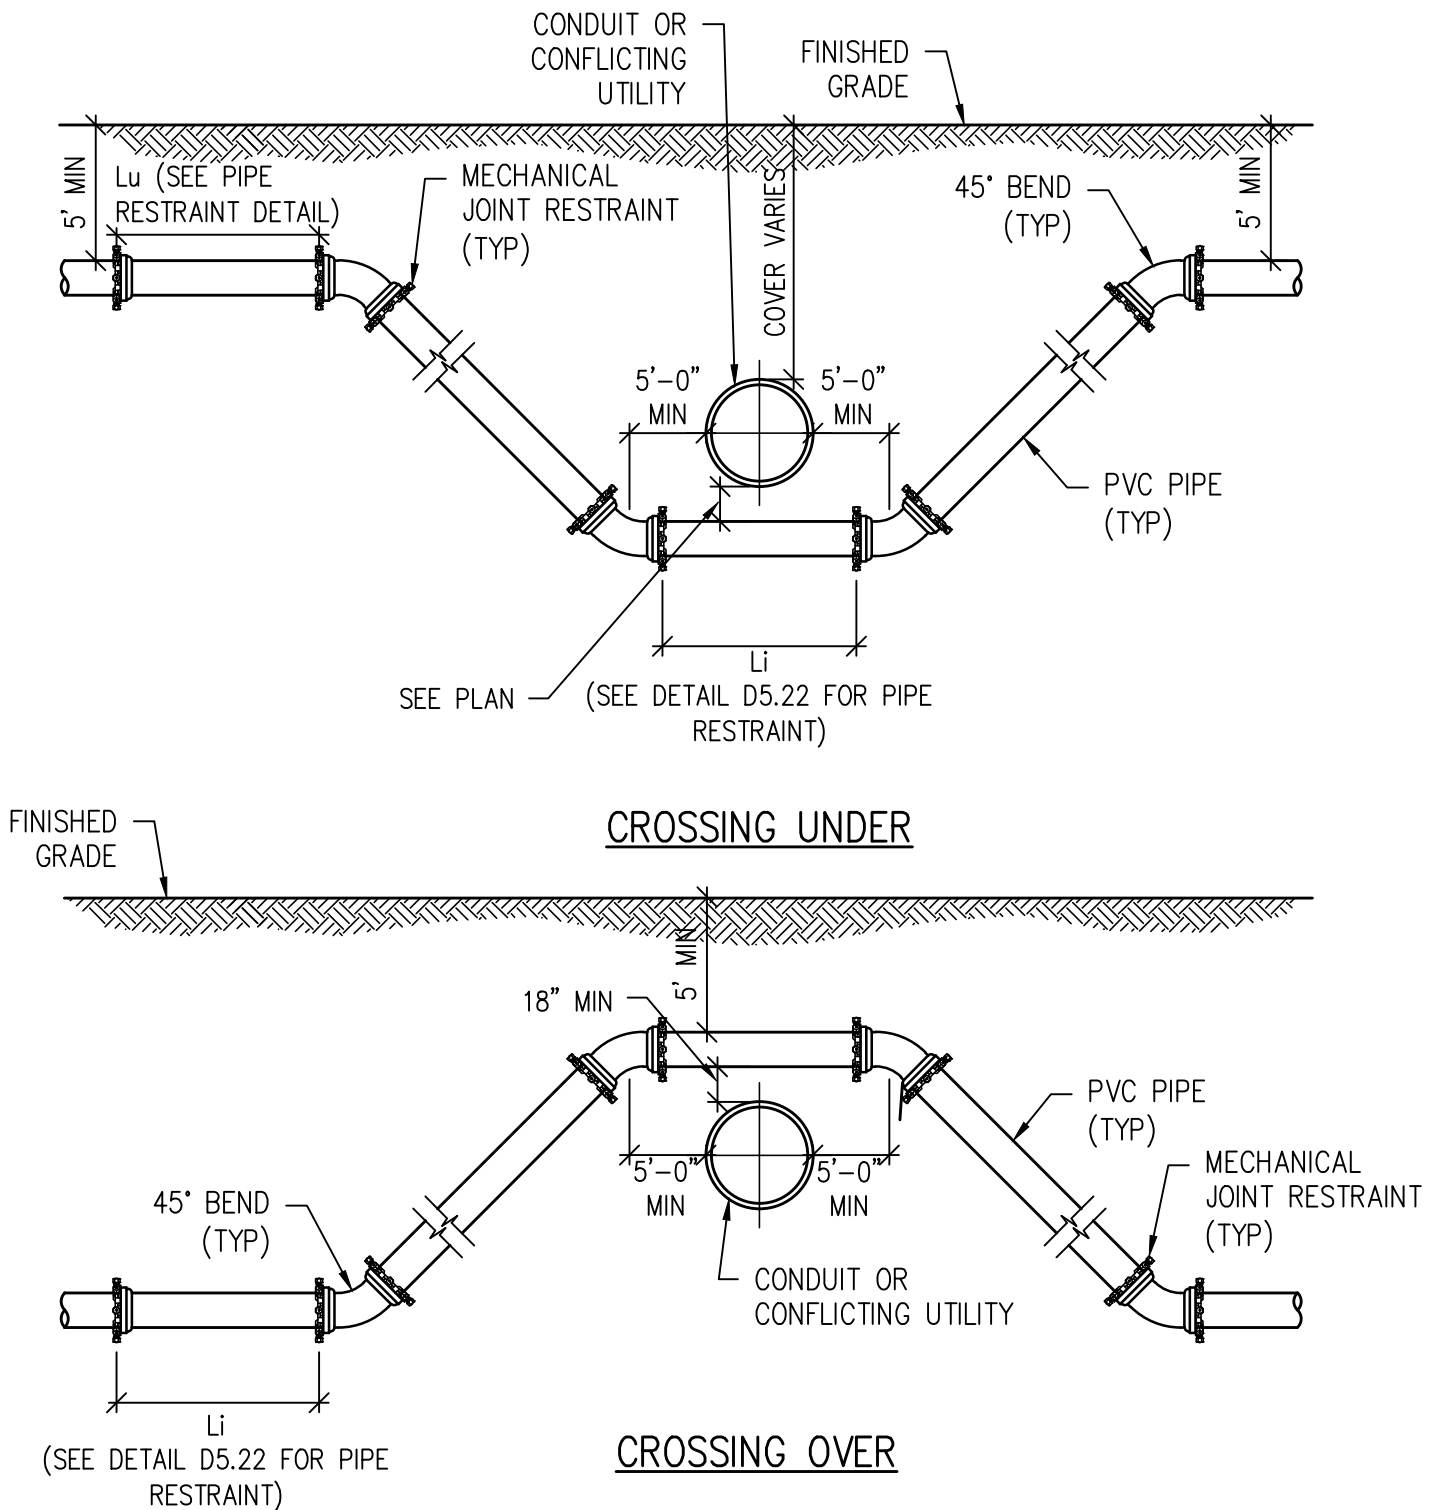 CONDUIT OR
CONFLICTING
UTILITY
FINISHED
GRADE
5' MIN
Lu (SEE PIPE
RESTRAINT DETAIL)
MECHANICAL
JOINT RESTRAINT
(TYP)
COVER VARIES
45° BEND
(TYP)
5' MIN
5'-0"
MIN
5'-0"
MIN
PVC PIPE
(TYP)
SEE PLAN
Li
(SEE DETAIL D5.22 FOR PIPE
RESTRAINT)
CROSSING UNDER
FINISHED
GRADE
5' MIN
18" MIN
PVC PIPE
(TYP)
5'-0"
MIN
5'-0"
MIN
MECHANICAL
JOINT RESTRAINT
(TYP)
45° BEND
(TYP)
CONDUIT OR
CONFLICTING UTILITY
Li
(SEE DETAIL D5.22 FOR PIPE
RESTRAINT)
CROSSING OVER